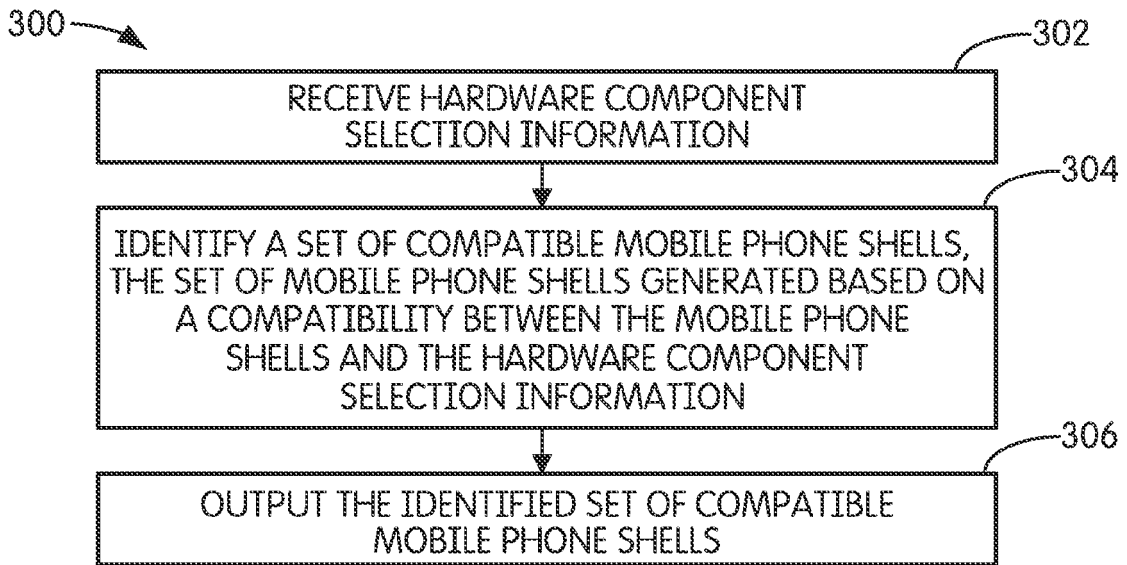 300
302
RECEIVE HARDWARE COMPONENT
SELECTION INFORMATION
304
IDENTIFY A SET OF COMPATIBLE MOBILE PHONE SHELLS,
THE SET OF MOBILE PHONE SHELLS GENERATED BASED ON
A COMPATIBILITY BETWEEN THE MOBILE PHONE
SHELLS AND THE HARDWARE COMPONENT
SELECTION INFORMATION
306
OUTPUT THE IDENTIFIED SET OF COMPATIBLE
MOBILE PHONE SHELLS